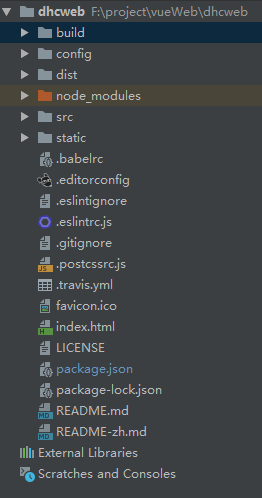 dhcweb F:\project\vueWeb\dhcweb
build
config
dist
node_modules
src
static
.babelrc
.editorconfig
.eslintignore
.eslintrc.js
.gitignore
.postcssrc.js
.travis.yml
favicon.ico
index.html
LICENSE
package.json
package-lock.json
README.md
README-zh.md
External Libraries
Scratches and Consoles